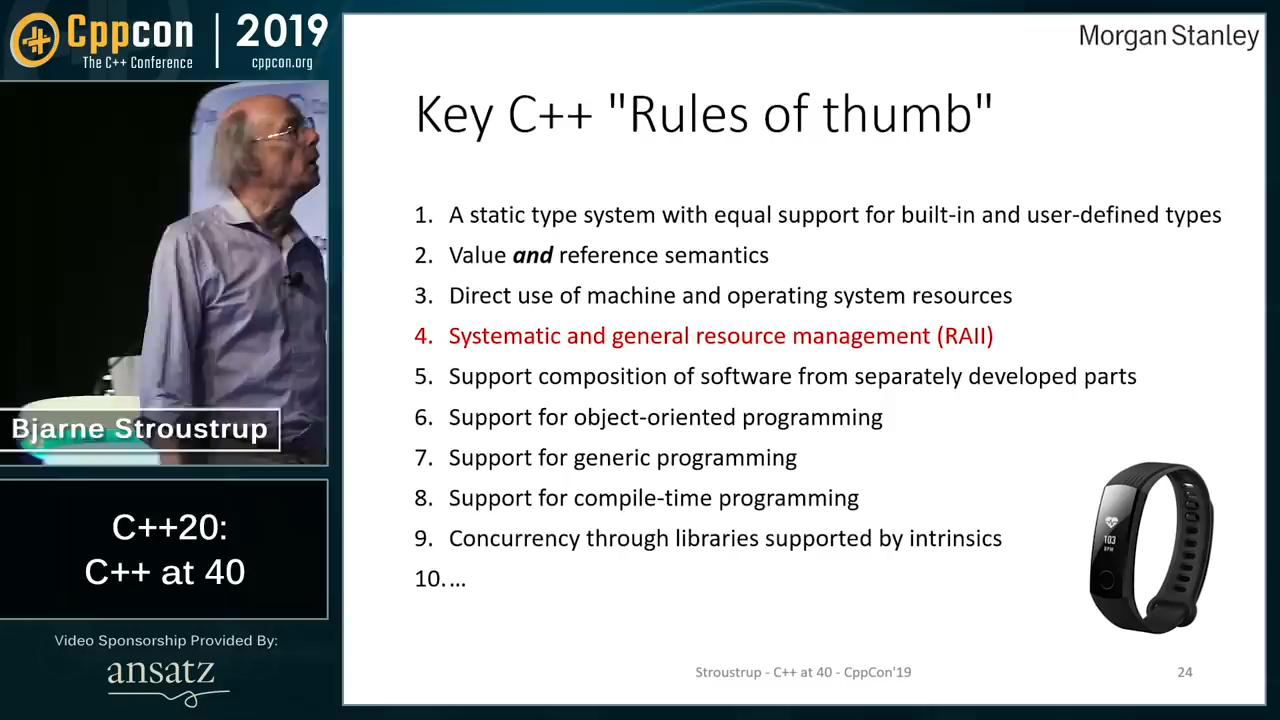 Cppcon
The C++ Conference
2019
cppcon.org
Morgan Stanley
Key C++ "Rules of thumb"
1. A static type system with equal support for built-in and user-defined types
2. Value and reference semantics
3. Direct use of machine and operating system resources
4. Systematic and general resource management (RAII)
5. Support composition of software from separately developed parts
6. Support for object-oriented programming
7. Support for generic programming
8. Support for compile-time programming
9. Concurrency through libraries supported by intrinsics
10. …
103
BPM
Bjarne Stroustrup
C++20:
C++ at 40
Video Sponsorship Provided By:
ansatz
Stroustrup - C++ at 40 - CppCon'19
24